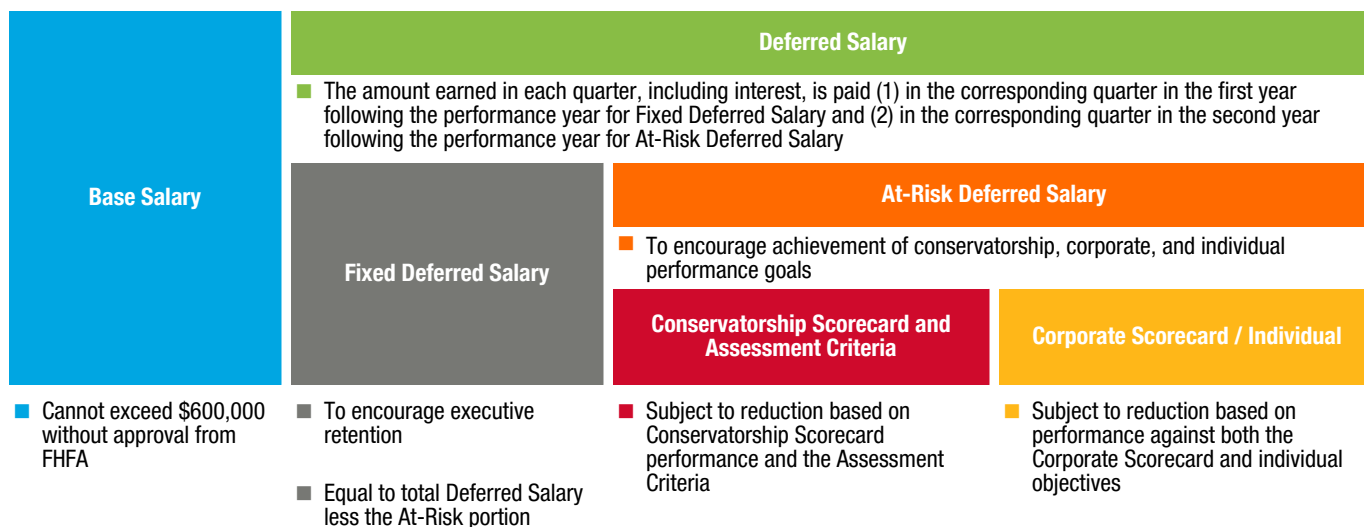 Deferred Salary
The amount earned in each quarter, including interest, is paid (1) in the corresponding quarter in the first year
following the performance year for Fixed Deferred Salary and (2) in the corresponding quarter in the second year
following the performance year for At-Risk Deferred Salary
Base Salary
Fixed Deferred Salary
At-Risk Deferred Salary
To encourage achievement of conservatorship, corporate, and individual
performance goals
Conservatorship Scorecard and
Assessment Criteria
Corporate Scorecard / Individual
Cannot exceed $600,000
without approval from
FHFA
To encourage executive
retention
Equal to total Deferred Salary
less the At-Risk portion
Subject to reduction based on
Conservatorship Scorecard
performance and the Assessment
Criteria
Subject to reduction based on
performance against both the
Corporate Scorecard and individual
objectives